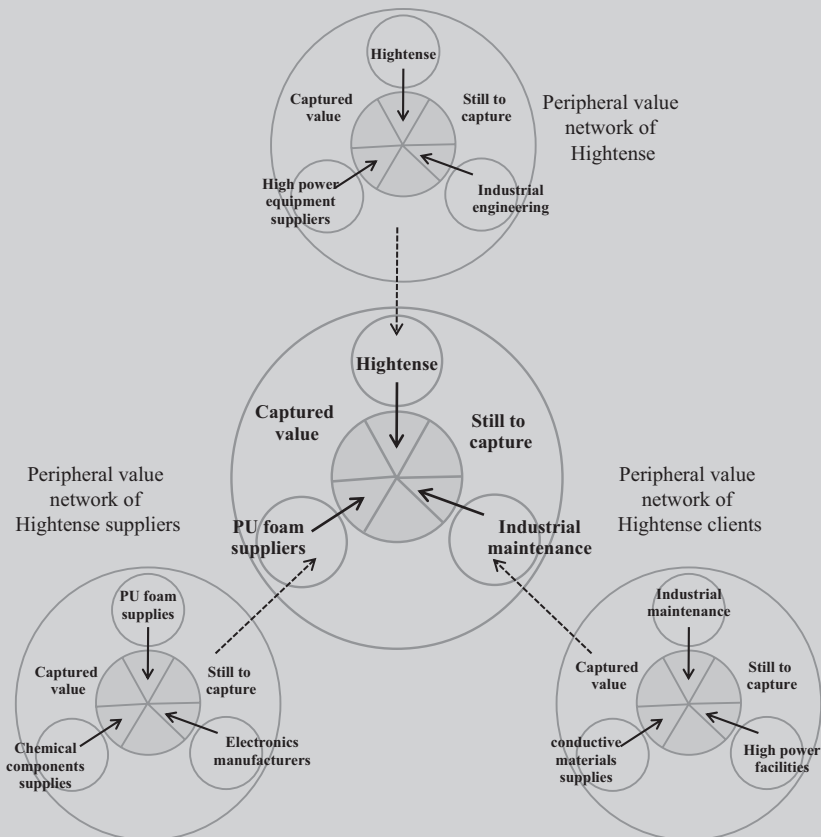 Hightense
Captured
value
Still to
capture
High power
equipment
suppliers
Industrial
engineering
Peripheral value
network of
Hightense
Hightense
Captured
value
Still to
capture
PU foam
suppliers
Industrial
maintenance
Peripheral value
network of
Hightense suppliers
Peripheral value
network of
Hightense clients
PU foam
supplies
Captured
value
Still to
capture
Chemical
components
supplies
Electronics
manufacturers
Industrial
maintenance
Captured
value
Still to
capture
conductive
materials
supplies
High power
facilities